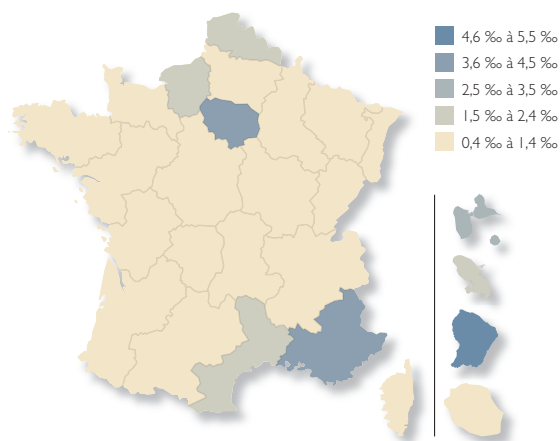 4,6 ‰ à 5,5 ‰
3,6 ‰ à 4,5 ‰
2,5 ‰ à 3,5 ‰
1,5 ‰ à 2,4 ‰
0,4 ‰ à 1,4 ‰